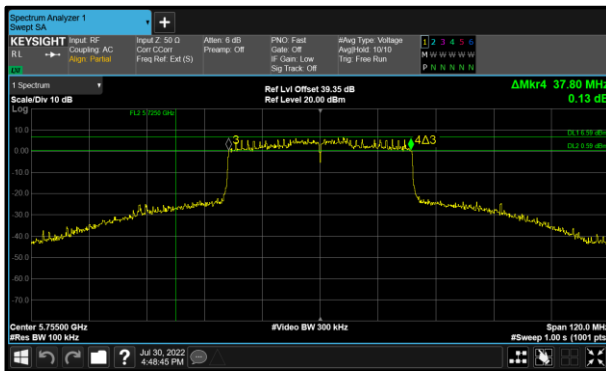 Spectrum Analyzer 1
Swept SA
+
KEYSIGHT
RL
Input: RF
Coupling: AC
Align: Partial
Input Z: 50 Ω
Corr CCorr
Freq Ref: Ext (S)
Atten: 6 dB
Preamp: Off
PNO: Fast
Gate: Off
IF Gain: Low
Sig Track: Off
#Avg Type: Voltage
Avg|Hold: 10/10
Trig: Free Run
1 2 3 4 5 6
M W W W W W
P N N N N N
1 Spectrum
Scale/Div 10 dB
Ref Lvl Offset 39.35 dB
Ref Level 20.00 dBm
ΔMkr4 37.80 MHz
0.13 dB
Log
FL2 5.7250 GHz
10.0
DL1 6.59 dBm
3
4Δ3
0.00
DL2 0.59 dBm
-10.0
-20.0
-30.0
-40.0
-50.0
-60.0
-70.0
Center 5.75500 GHz
#Video BW 300 kHz
Span 120.0 MHz
#Res BW 100 kHz
#Sweep 1.00 s (1001 pts)
?
Jul 30, 2022
4:48:45 PM